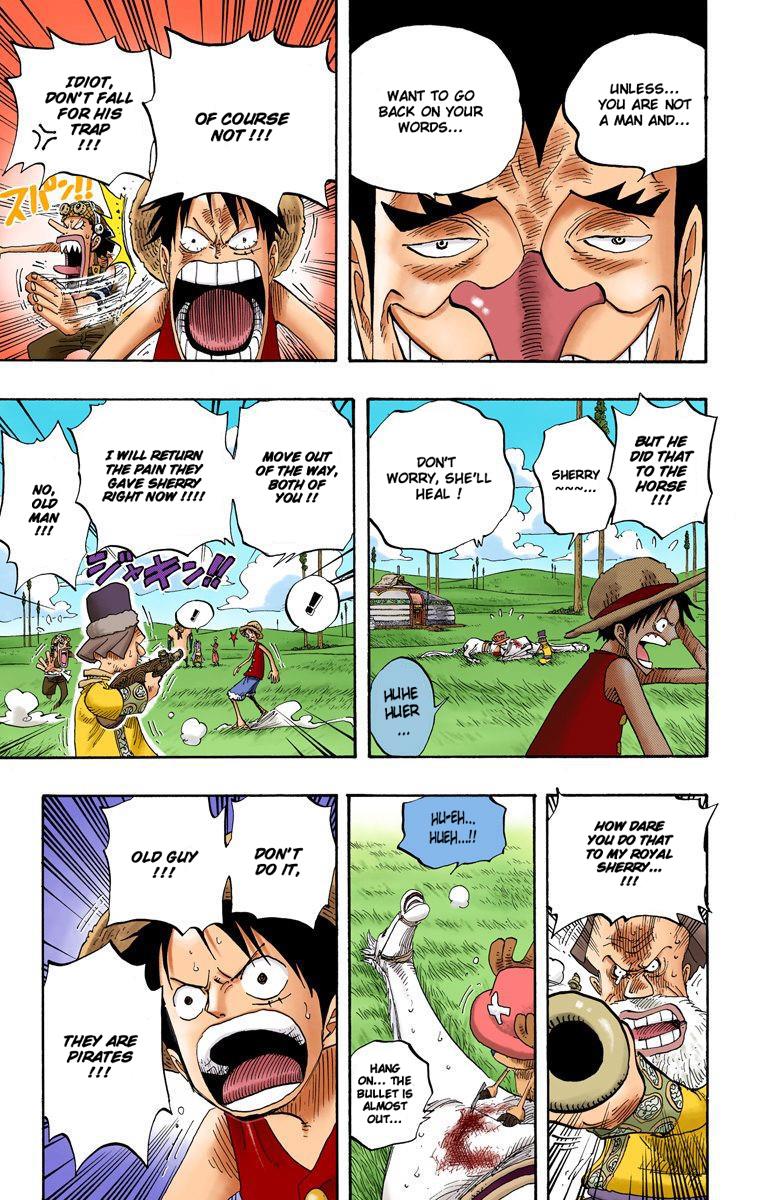 UNLESS...
YOU ARE NOT
A MAN AND...
WANT TO GO
BACK ON YOUR
WORDS...
OF COURSE
NOT !!!
IDIOT,
DON'T FALL
FOR HIS
TRAP
!!!
スパン!!
BUT HE
DID THAT
TO THE
HORSE
!!!
SHERRY
~~~...
DON'T
WORRY, SHE'LL
HEAL !
HUHE
HUER
...
MOVE OUT
OF THE WAY,
BOTH OF
YOU !!
I WILL RETURN
THE PAIN THEY
GAVE SHERRY
RIGHT NOW !!!!
NO,
OLD
MAN
!!!
ジャキン!!
!
!
HOW DARE
YOU DO THAT
TO MY ROYAL
SHERRY...
!!!
HU-EH...
HUEH...!!
HANG
ON... THE
BULLET IS
ALMOST
OUT...
DON'T
DO IT,
OLD GUY
!!!
THEY ARE
PIRATES
!!!